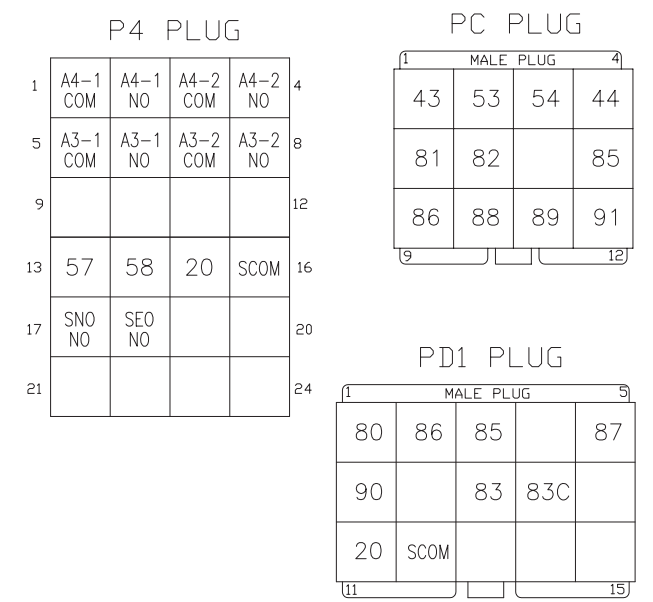 P4 PLUG
1 A4-1 A4-1 A4-2 A4-2 4
COM NO COM NO
5 A3-1 A3-1 A3-2 A3-2 8
COM NO COM NO
9 12
13 57 58 20 SCOM 16
17 SNO SEO 20
NO NO
21 24
PC PLUG
1 MALE PLUG 4
43 53 54 44
81 82 85
86 88 89 91
9 12
PD1 PLUG
1 MALE PLUG 5
80 86 85 87
90 83 83C
20 SCOM
11 15